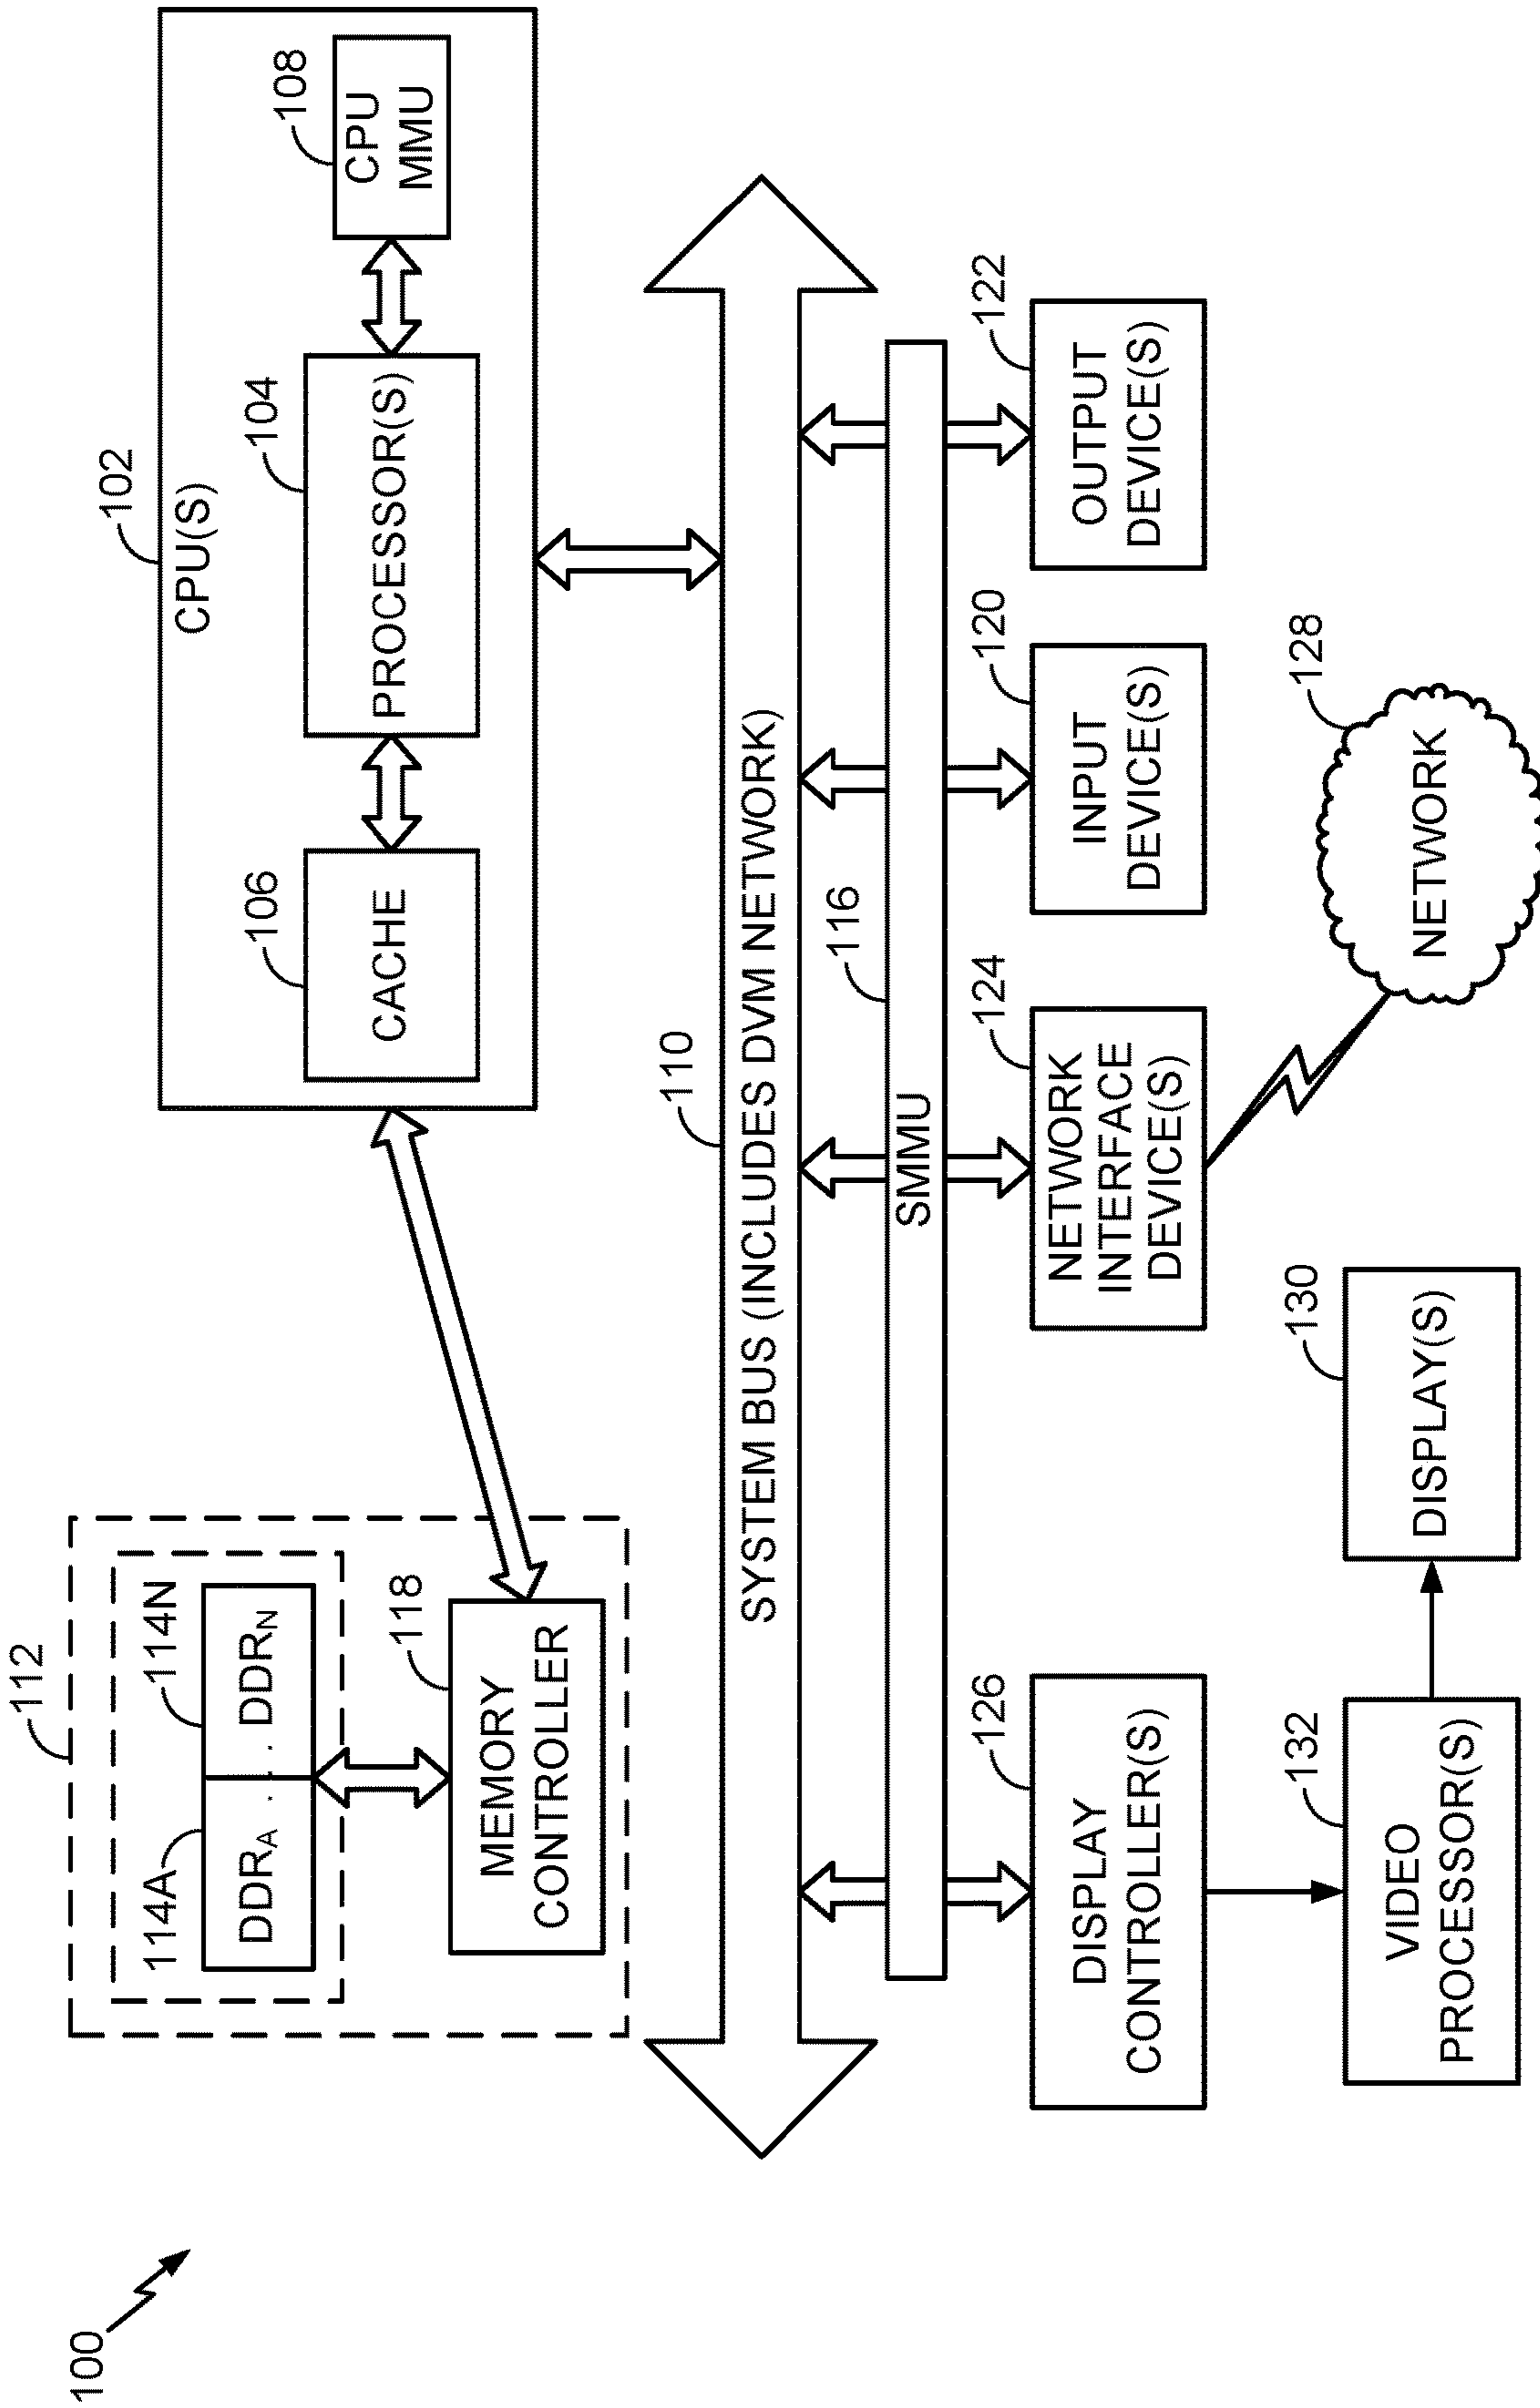 100
112
114A
114N
DDRA . . . DDRN
118
MEMORY
CONTROLLER
102
CPU(S)
106
CACHE
104
PROCESSOR(S)
108
CPU
MMU
110
SYSTEM BUS (INCLUDES DVM NETWORK)
116
SMMU
126
DISPLAY
CONTROLLER(S)
124
NETWORK
INTERFACE
DEVICE(S)
120
INPUT
DEVICE(S)
122
OUTPUT
DEVICE(S)
132
VIDEO
PROCESSOR(S)
130
DISPLAY(S)
128
NETWORK